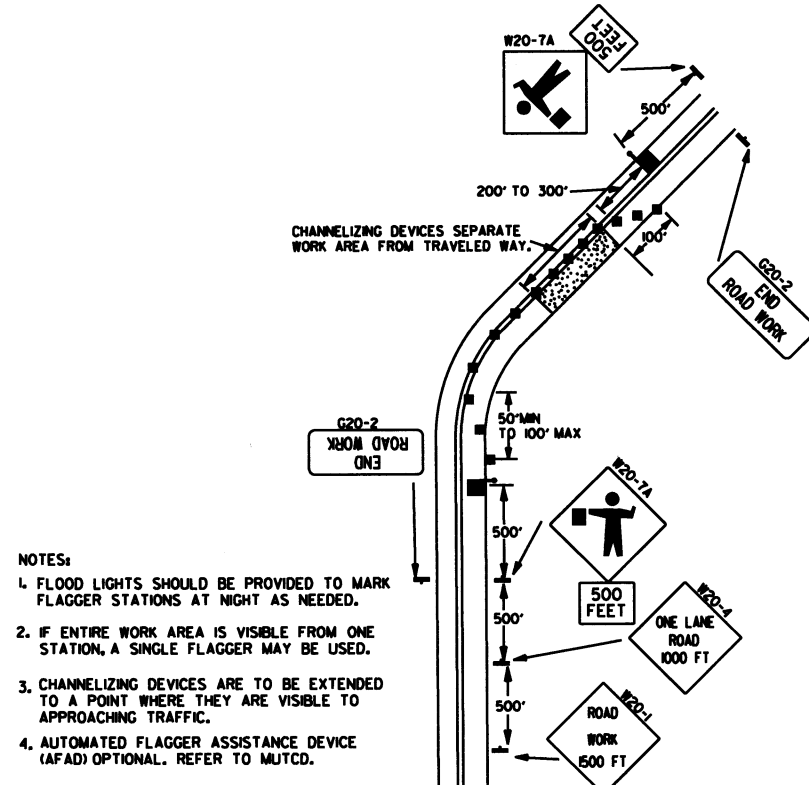 W20-7A
500
FEET
500'
200' TO 300'
CHANNELIZING DEVICES SEPARATE
WORK AREA FROM TRAVELED WAY.
100'
G20-2
END
ROAD WORK
G20-2
END
ROAD WORK
50'MIN
TO 100' MAX
W20-7A
500'
500
FEET
500'
W20-4
ONE LANE
ROAD
1000 FT
500'
W20-1
ROAD
WORK
1500 FT
NOTES:
1. FLOOD LIGHTS SHOULD BE PROVIDED TO MARK
FLAGGER STATIONS AT NIGHT AS NEEDED.
2. IF ENTIRE WORK AREA IS VISIBLE FROM ONE
STATION, A SINGLE FLAGGER MAY BE USED.
3. CHANNELIZING DEVICES ARE TO BE EXTENDED
TO A POINT WHERE THEY ARE VISIBLE TO
APPROACHING TRAFFIC.
4. AUTOMATED FLAGGER ASSISTANCE DEVICE
(AFAD) OPTIONAL. REFER TO MUTCD.